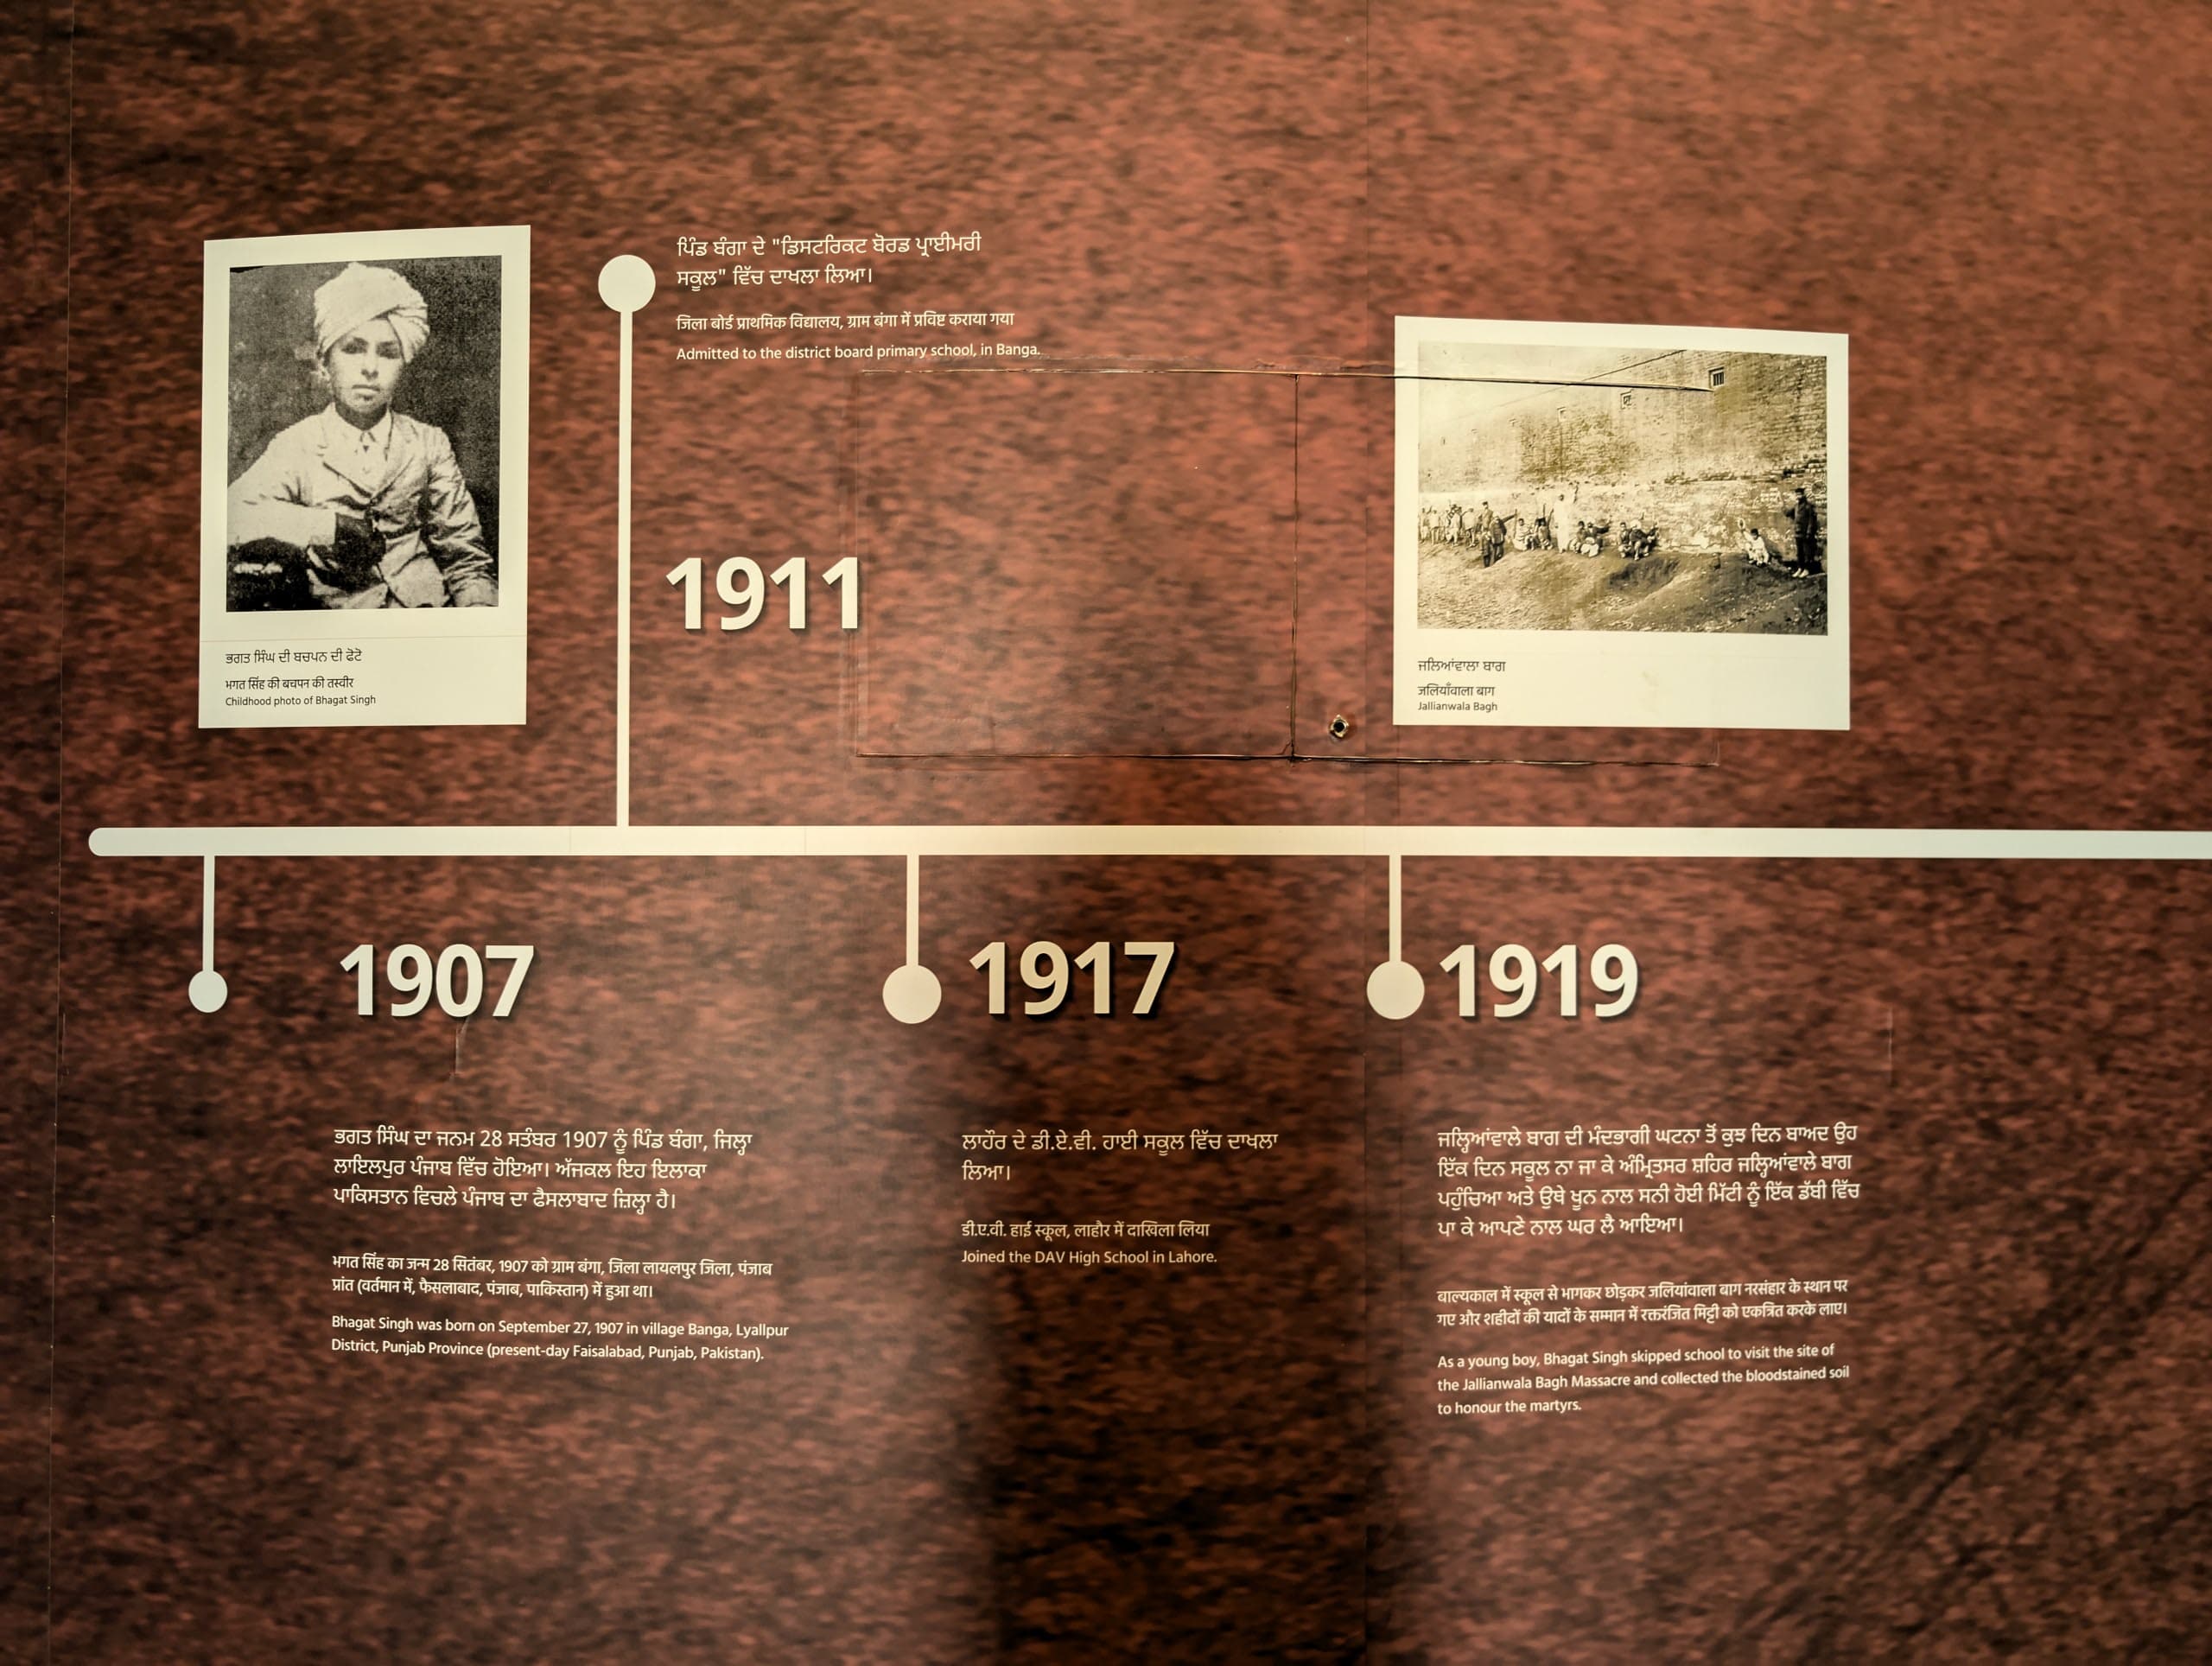 ਭਗਤ ਸਿੰਘ ਦੀ ਬਚਪਨ ਦੀ ਫੋਟੋ
भगत सिंह की बचपन की तस्वीर
Childhood photo of Bhagat Singh
ਪਿੰਡ ਬੰਗਾ ਦੇ "ਡਿਸਟਰਿਕਟ ਬੋਰਡ ਪ੍ਰਾਈਮਰੀ
ਸਕੂਲ" ਵਿੱਚ ਦਾਖਲਾ ਲਿਆ।
जिला बोर्ड प्राथमिक विद्यालय, ग्राम बंगा में प्रविष्ट कराया गया
Admitted to the district board primary school, in Banga.
1911
ਜਲਿਆਂਵਾਲਾ ਬਾਗ
जलियाँवाला बाग
Jallianwala Bagh
1907
ਭਗਤ ਸਿੰਘ ਦਾ ਜਨਮ 28 ਸਤੰਬਰ 1907 ਨੂੰ ਪਿੰਡ ਬੰਗਾ, ਜਿਲ੍ਹਾ
ਲਾਇਲਪੁਰ ਪੰਜਾਬ ਵਿੱਚ ਹੋਇਆ। ਅੱਜਕਲ ਇਹ ਇਲਾਕਾ
ਪਾਕਿਸਤਾਨ ਵਿਚਲੇ ਪੰਜਾਬ ਦਾ ਫੈਸਲਾਬਾਦ ਜ਼ਿਲ੍ਹਾ ਹੈ।
भगत सिंह का जन्म 28 सितंबर, 1907 को ग्राम बंगा, जिला लायलपुर जिला, पंजाब
प्रांत (वर्तमान में, फैसलाबाद, पंजाब, पाकिस्तान) में हुआ था।
Bhagat Singh was born on September 27, 1907 in village Banga, Lyallpur
District, Punjab Province (present-day Faisalabad, Punjab, Pakistan).
1917
ਲਾਹੌਰ ਦੇ ਡੀ.ਏ.ਵੀ. ਹਾਈ ਸਕੂਲ ਵਿੱਚ ਦਾਖਲਾ
ਲਿਆ।
डी.ए.वी. हाई स्कूल, लाहौर में दाखिला लिया
Joined the DAV High School in Lahore.
1919
ਜਲ੍ਹਿਆਂਵਾਲੇ ਬਾਗ ਦੀ ਮੰਦਭਾਗੀ ਘਟਨਾ ਤੋਂ ਕੁਝ ਦਿਨ ਬਾਅਦ ਉਹ
ਇੱਕ ਦਿਨ ਸਕੂਲ ਨਾ ਜਾ ਕੇ ਅੰਮ੍ਰਿਤਸਰ ਸ਼ਹਿਰ ਜਲ੍ਹਿਆਂਵਾਲੇ ਬਾਗ
ਪਹੁੰਚਿਆ ਅਤੇ ਉਥੇ ਖੂਨ ਨਾਲ ਸਨੀ ਹੋਈ ਮਿੱਟੀ ਨੂੰ ਇੱਕ ਡੱਬੀ ਵਿੱਚ
ਪਾ ਕੇ ਆਪਣੇ ਨਾਲ ਘਰ ਲੈ ਆਇਆ।
बाल्यकाल में स्कूल से भागकर छोड़कर जलियांवाला बाग नरसंहार के स्थान पर
गए और शहीदों की यादों के सम्मान में रक्तरंजित मिट्टी को एकत्रित करके लाए।
As a young boy, Bhagat Singh skipped school to visit the site of
the Jallianwala Bagh Massacre and collected the bloodstained soil
to honour the martyrs.